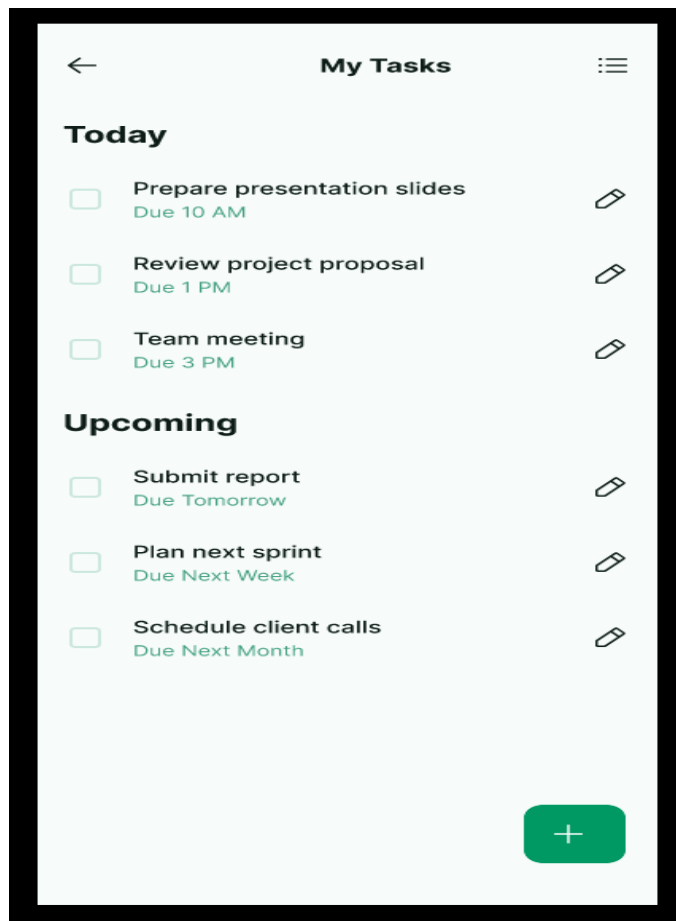 My Tasks
Today
Prepare presentation slides
Due 10 AM
Review project proposal
Due 1 PM
Team meeting
Due 3 PM
Upcoming
Submit report
Due Tomorrow
Plan next sprint
Due Next Week
Schedule client calls
Due Next Month